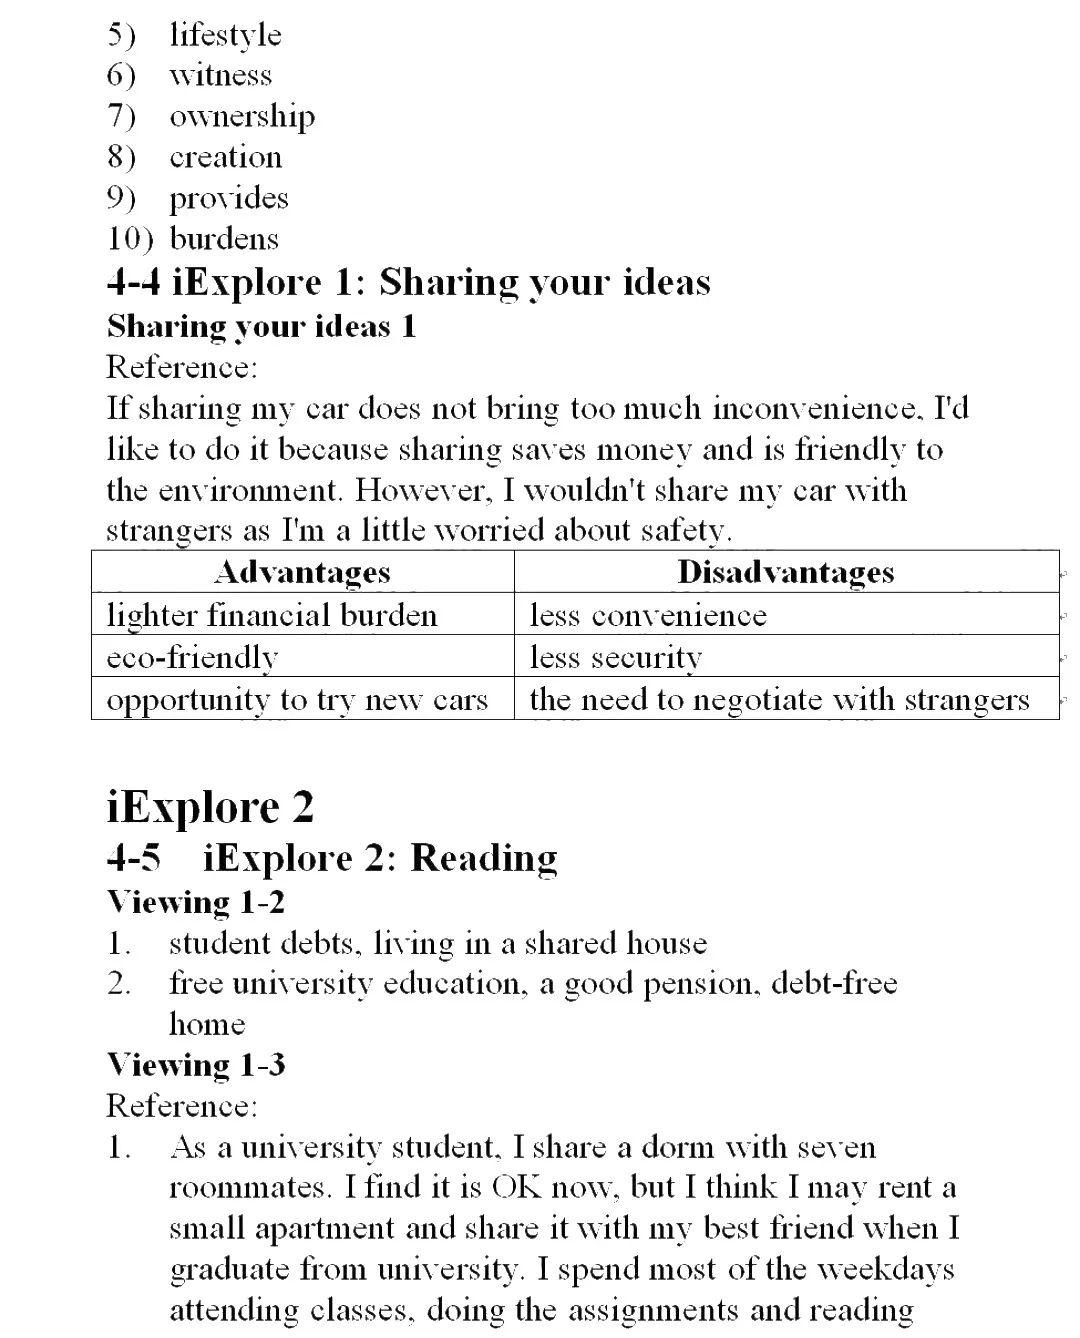 5) lifestyle
6) witness
7) ownership
8) creation
9) provides
10) burdens
4-4 iExplore 1: Sharing your ideas
Sharing your ideas 1
Reference:
If sharing my car does not bring too much inconvenience, I'd
like to do it because sharing saves money and is friendly to
the environment. However, I wouldn't share my car with
strangers as I'm a little worried about safety.
Advantages Disadvantages
lighter financial burden less convenience
eco-friendly less security
opportunity to try new cars the need to negotiate with strangers
iExplore 2
4-5 iExplore 2: Reading
Viewing 1-2
1. student debts, living in a shared house
2. free university education, a good pension, debt-free
home
Viewing 1-3
Reference:
1. As a university student, I share a dorm with seven
roommates. I find it is OK now, but I think I may rent a
small apartment and share it with my best friend when I
graduate from university. I spend most of the weekdays
attending classes, doing the assignments and reading